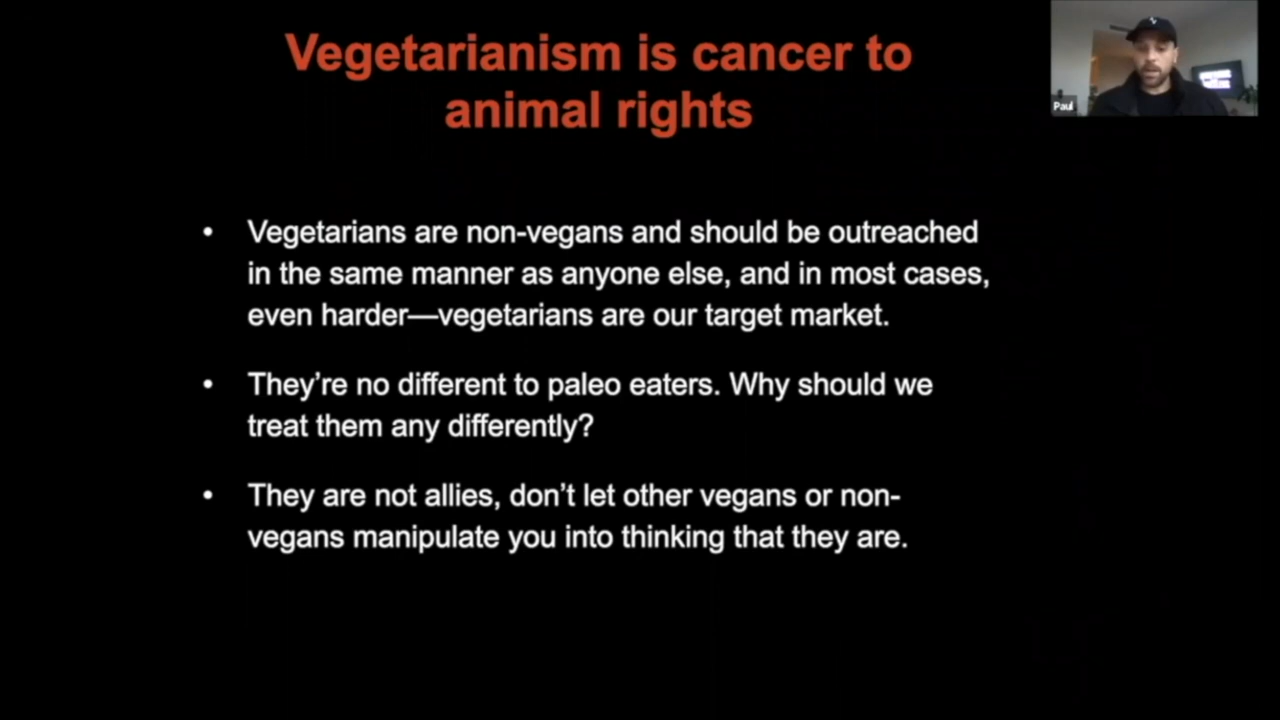 Vegetarianism is cancer to
animal rights
Paul
• Vegetarians are non-vegans and should be outreached
in the same manner as anyone else, and in most cases,
even harder—vegetarians are our target market.
• They’re no different to paleo eaters. Why should we
treat them any differently?
• They are not allies, don’t let other vegans or non-
vegans manipulate you into thinking that they are.